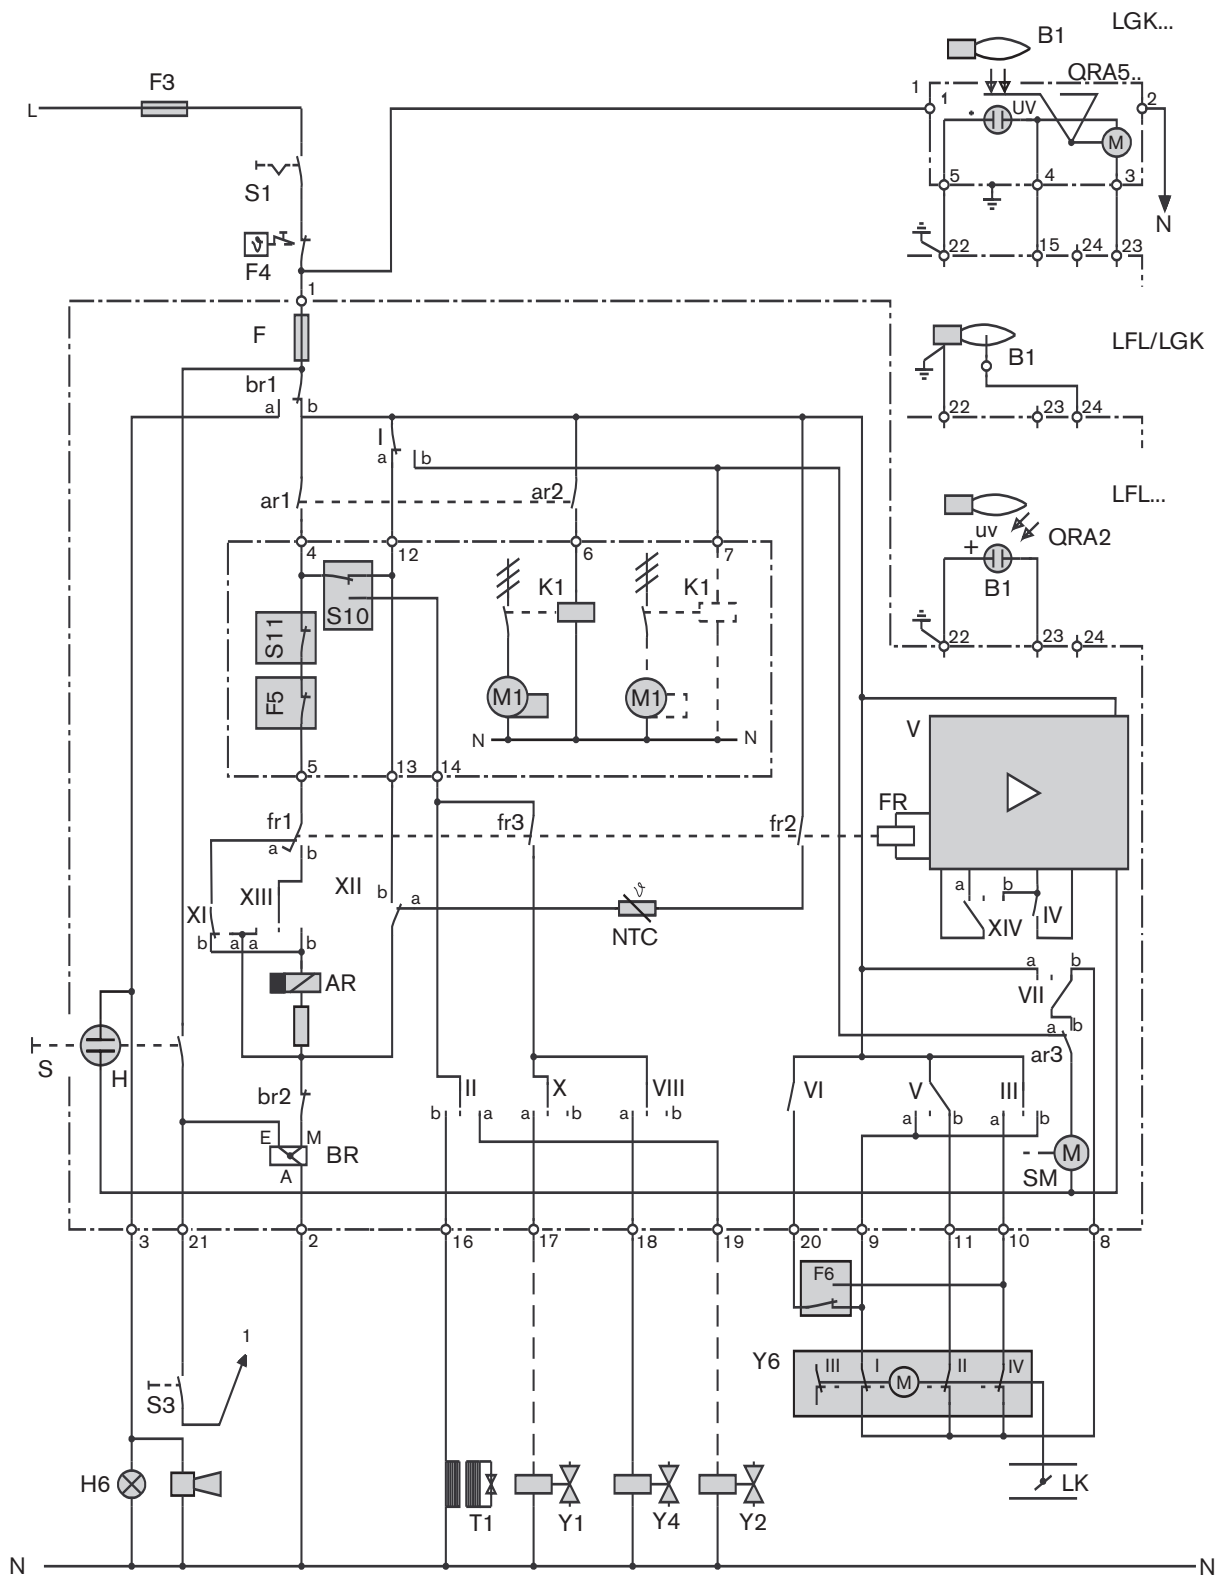 LGK...
B1
QRA5..
F3
1
1
UV
2
L
M
S1
5
4
3
N
F4
22
15
24
23
1
F
LFL/LGK
B1
br1
a
b
22
23
24
I
a
b
LFL...
ar1
ar2
uv
QRA2
+
B1
4
12
6
7
S10
K1
K1
22
23
24
S11
F5
M1
M1
V
N
N
5
13
14
FR
fr1
fr3
fr2
a
b
XII
b
a
a
b
XIII
XI
XIV
IV
b
a
a
b
NTC
a
b
AR
VII
a
b
ar3
S
H
br2
II
X
VIII
VI
V
III
b
a
a
b
a
b
a
b
a
b
E
M
BR
A
M
SM
3
21
2
16
17
18
19
20
9
11
10
8
F6
1
Y6
III
I
M
II
IV
S3
H6
LK
T1
Y1
Y4
Y2
N
N